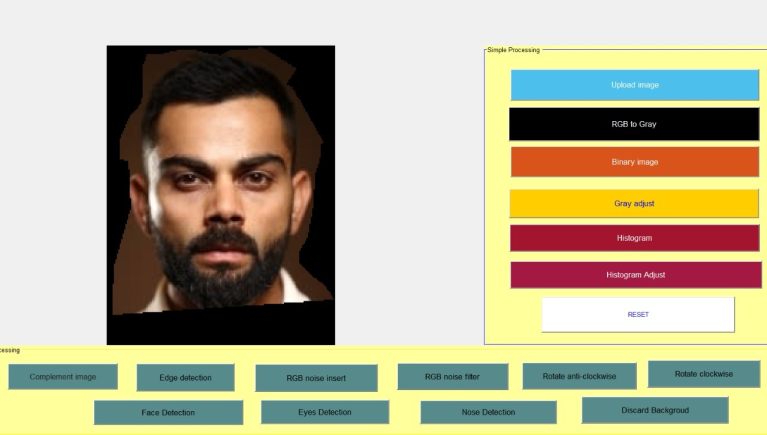 Simple Processing
Upload image
RGB to Gray
Binary image
Gray adjust
Histogram
Histogram Adjust
RESET
cessing
Complement image
Edge detection
RGB noise insert
RGB noise filter
Rotate anti-clockwise
Rotate clockwise
Face Detection
Eyes Detection
Nose Detection
Discard Backgroud